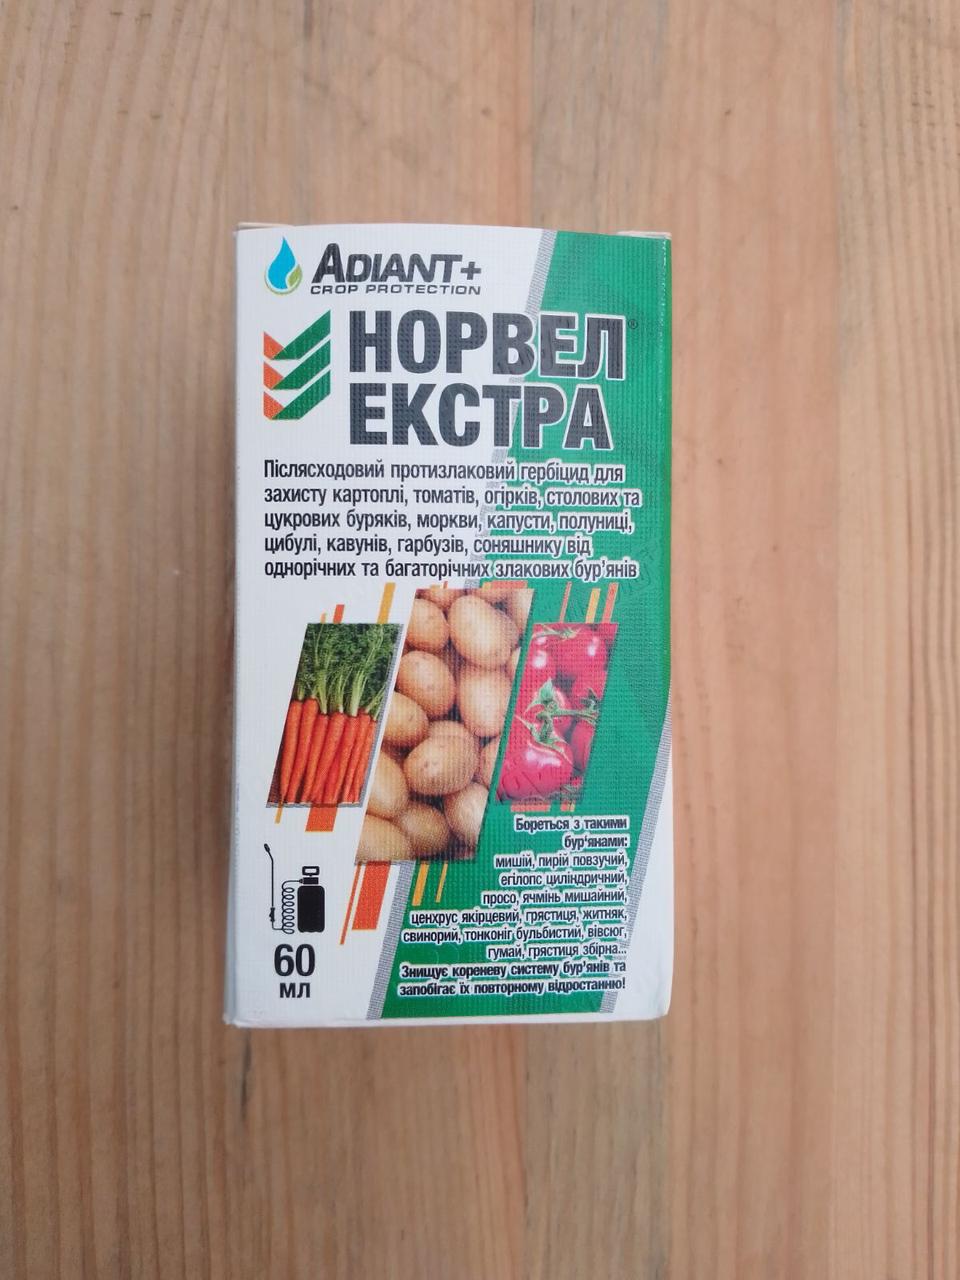 ADIANT+
CROP PROTECTION
НОРВЕЛ®
ЕКСТРА
Післясходовий протизлаковий гербіцид для
захисту картоплі, томатів, огірків, столових та
цукрових буряків, моркви, капусти, полуниці,
цибулі, кавунів, гарбузів, соняшнику від
однорічних та багаторічних злакових бур'янів
Бореться з такими
бур'янами:
мишій, пирій повзучий,
егілопс циліндричний,
просо, ячмінь мишайний,
ценхрус якірцевий, грястиця, житняк,
свинорий, тонконіг бульбистий, вівсюг,
гумай, грястиця збірна...
Знищує кореневу систему бур'янів та
запобігає їх повторному відростанню!
60
мл